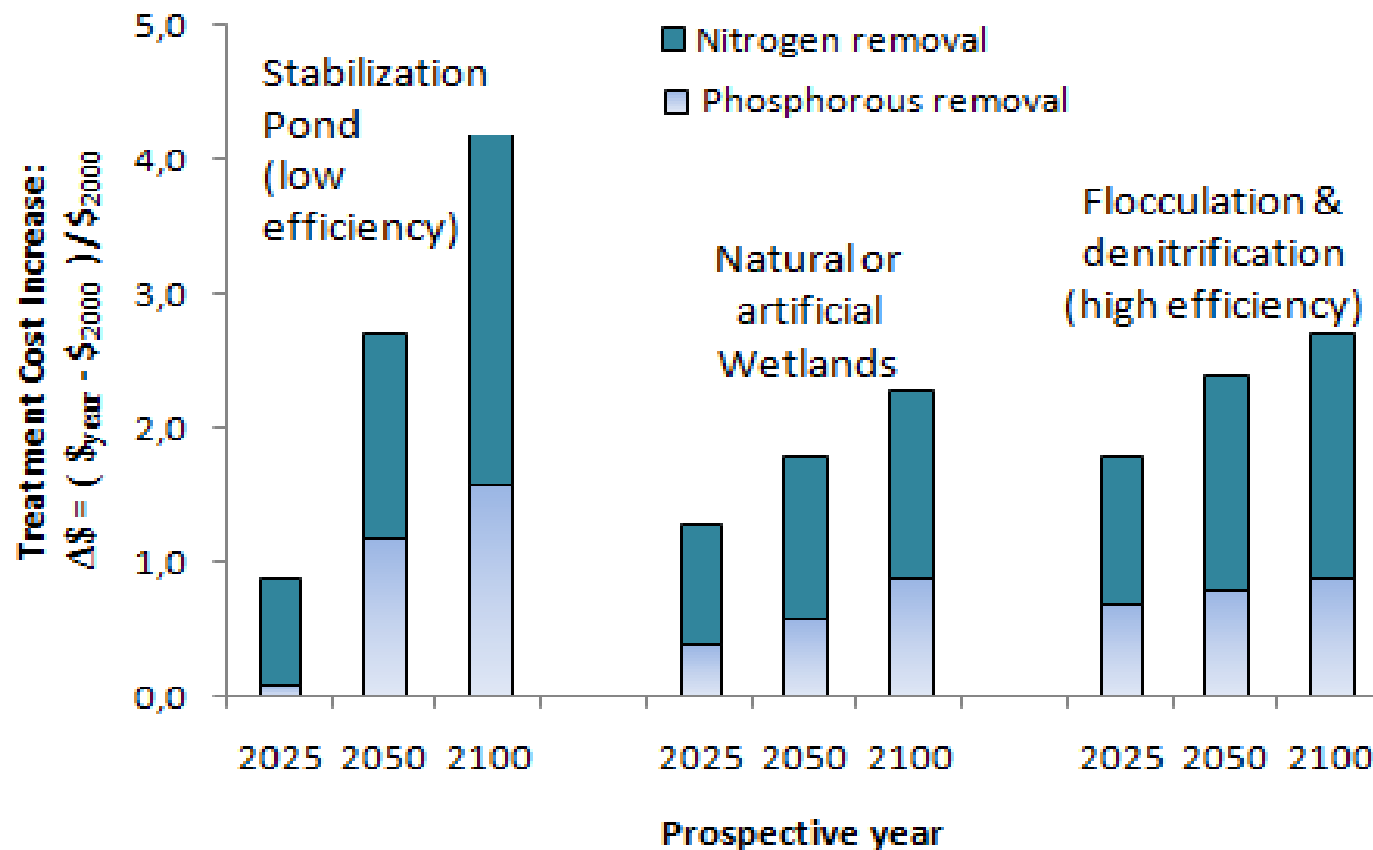 Treatment Cost Increase:
Δ$ = ( $year - $2000 )/$2000
5,0
4,0
3,0
2,0
1,0
0,0
Nitrogen removal
Phosphorous removal
Stabilization
Pond
(low
efficiency)
Natural or
artificial
Wetlands
Flocculation &
denitrification
(high efficiency)
2025 2050 2100 2025 2050 2100 2025 2050 2100
Prospective year